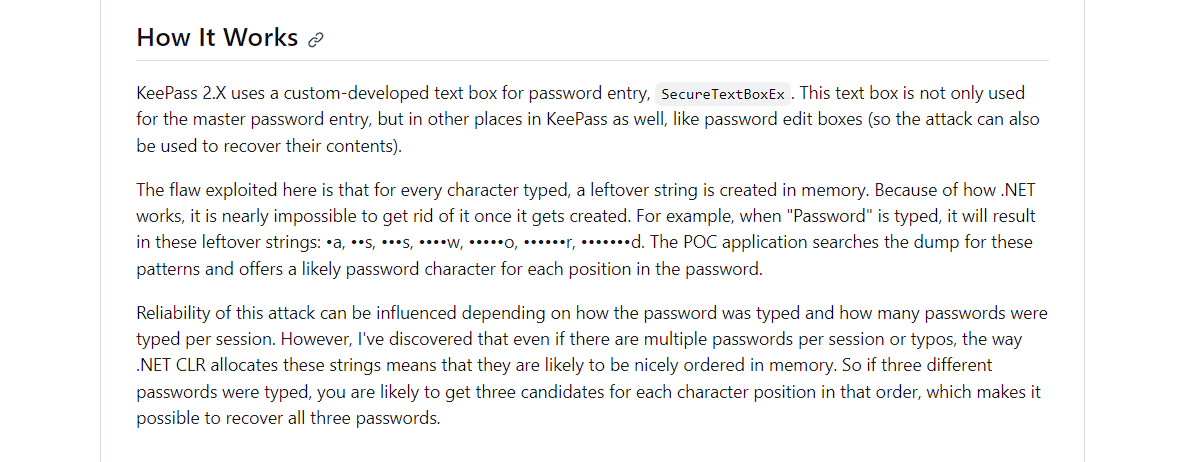 How It Works
KeePass 2.X uses a custom-developed text box for password entry, SecureTextBoxEx. This text box is not only used
for the master password entry, but in other places in KeePass as well, like password edit boxes (so the attack can also
be used to recover their contents).
The flaw exploited here is that for every character typed, a leftover string is created in memory. Because of how .NET
works, it is nearly impossible to get rid of it once it gets created. For example, when "Password" is typed, it will result
in these leftover strings: •a, ••s, •••s, ••••w, •••••o, ••••••r, •••••••d. The POC application searches the dump for these
patterns and offers a likely password character for each position in the password.
Reliability of this attack can be influenced depending on how the password was typed and how many passwords were
typed per session. However, I've discovered that even if there are multiple passwords per session or typos, the way
.NET CLR allocates these strings means that they are likely to be nicely ordered in memory. So if three different
passwords were typed, you are likely to get three candidates for each character position in that order, which makes it
possible to recover all three passwords.